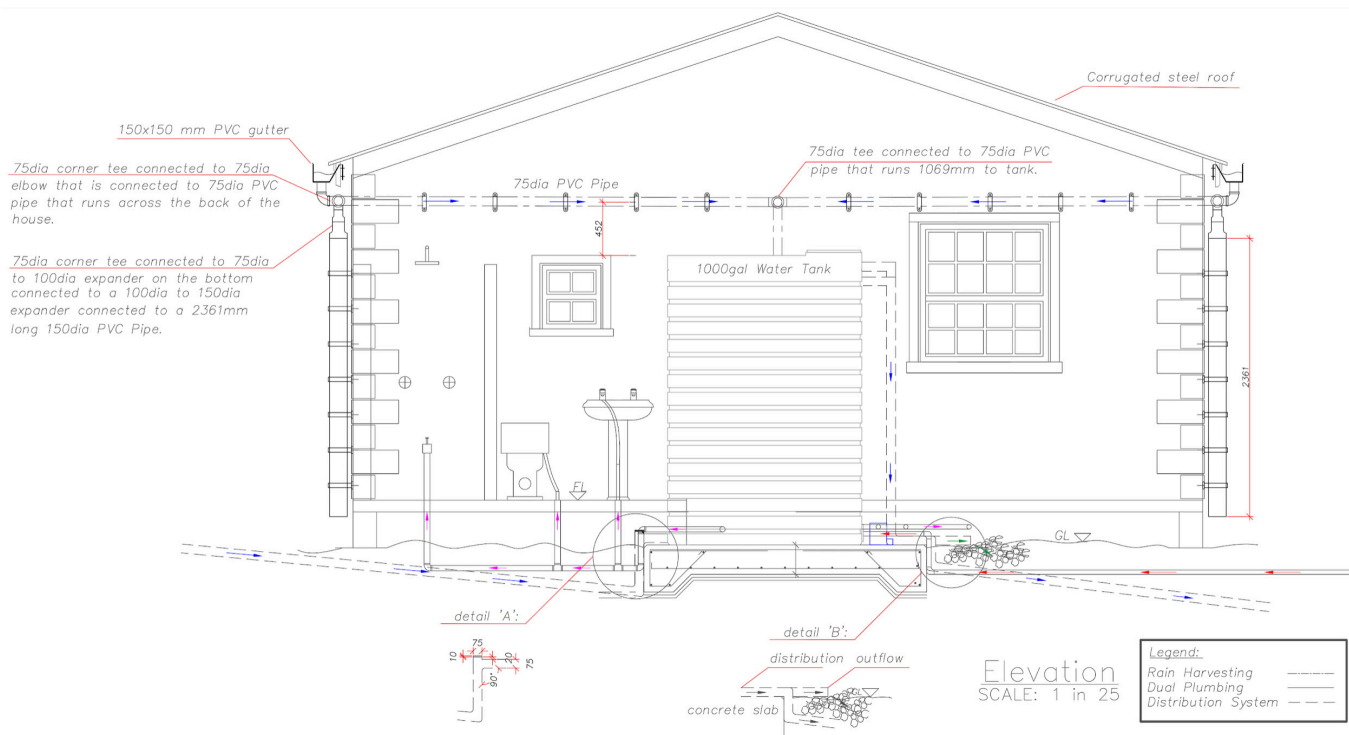 Corrugated steel roof
150x150 mm PVC gutter
75dia corner tee connected to 75dia
elbow that is connected to 75dia PVC
pipe that runs across the back of the
house.
75dia PVC Pipe
75dia tee connected to 75dia PVC
pipe that runs 1069mm to tank.
452
75dia corner tee connected to 75dia
to 100dia expander on the bottom
connected to a 100dia to 150dia
expander connected to a 2361mm
long 150dia PVC Pipe.
1000gal Water Tank
2361
FL
GL
detail 'A':
detail 'B':
75
10
20
75
90°
distribution outflow
GL
concrete slab
Elevation
SCALE: 1 in 25
Legend:
Rain Harvesting
Dual Plumbing
Distribution System